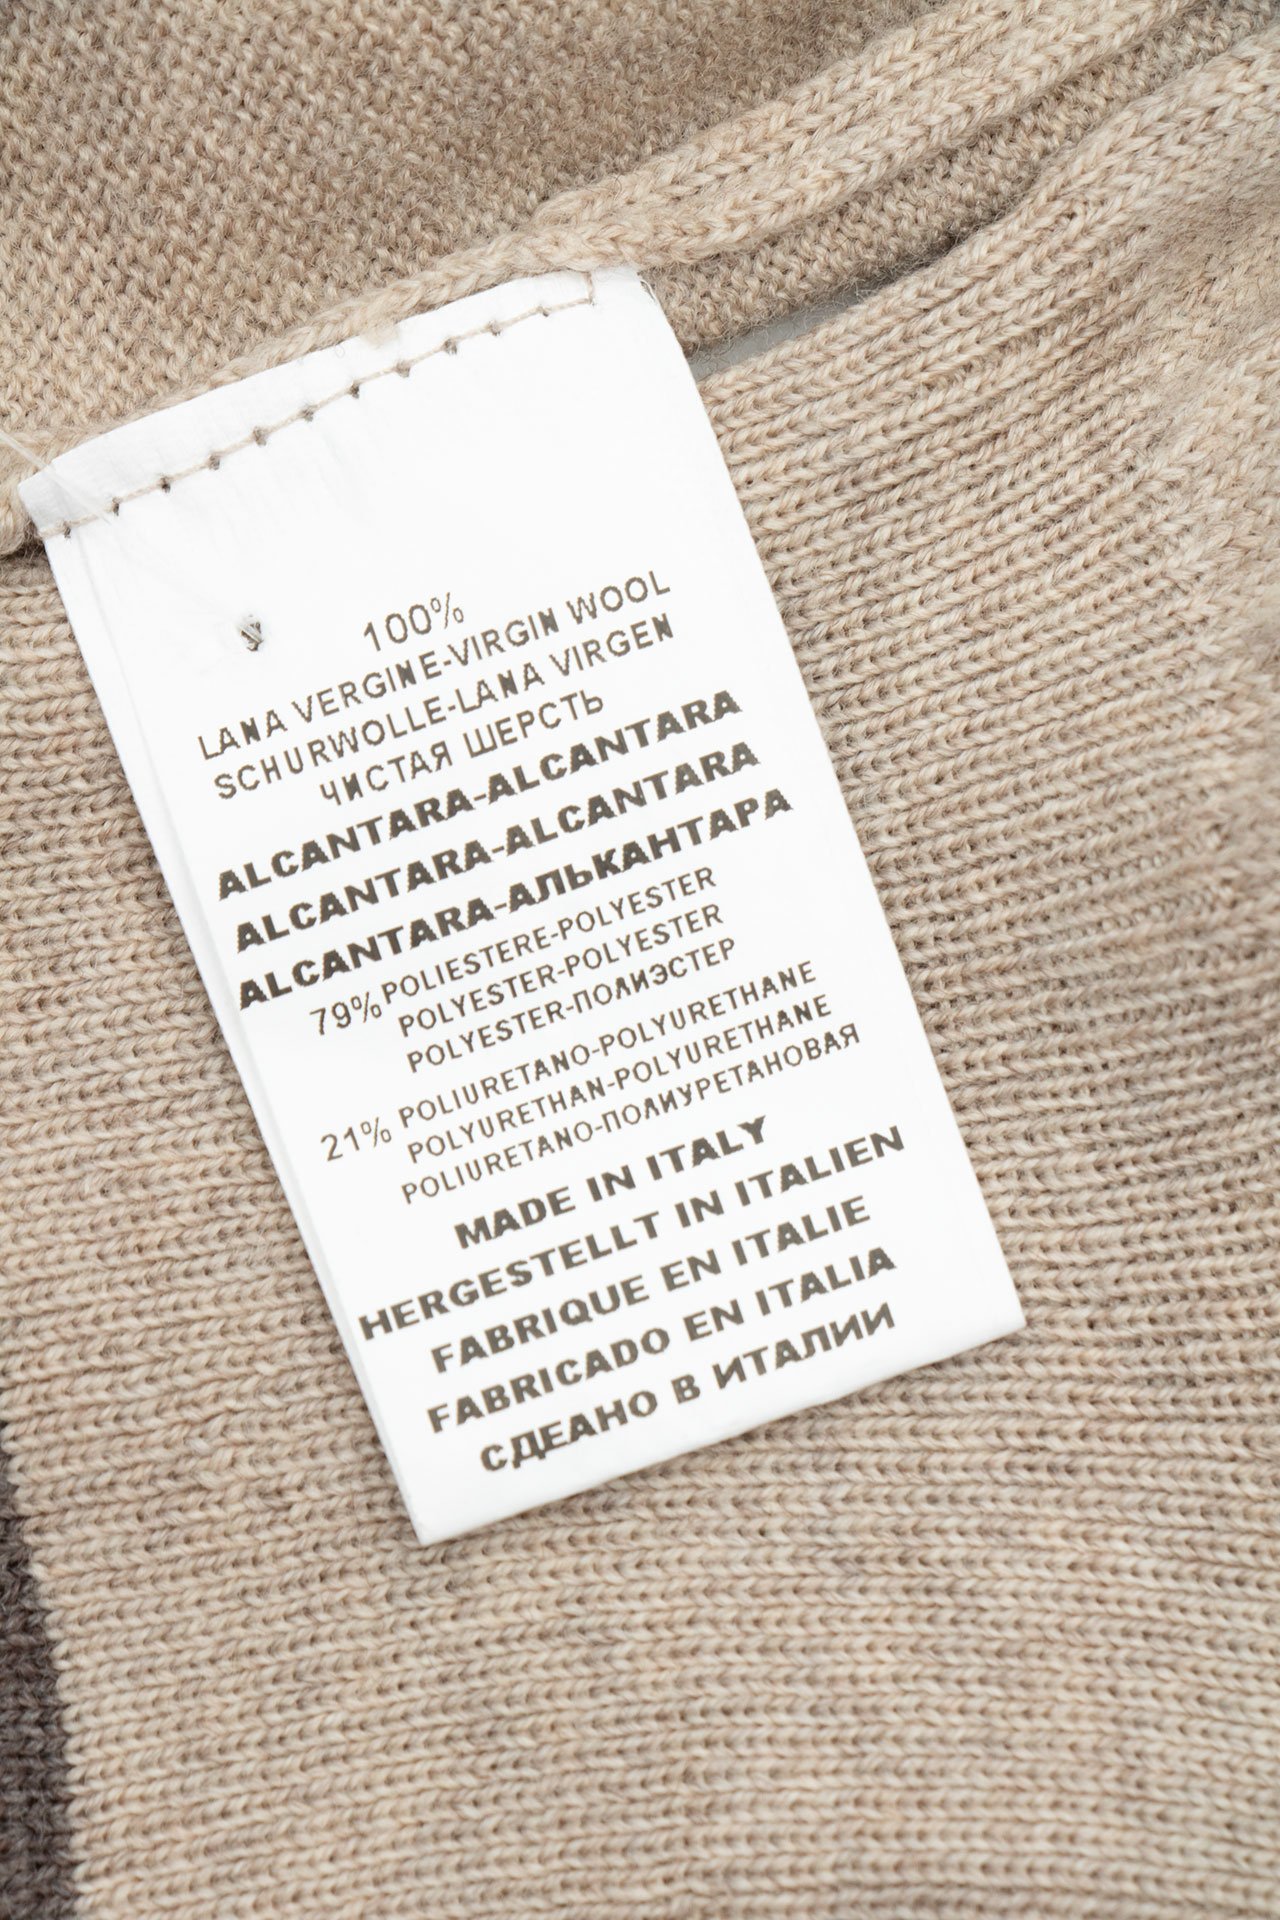 100%
LANA VERGINE-VIRGIN WOOL
SCHURWOLLE-LANA VIRGEN
ЧИСТАЯ ШЕРСТЬ
ALCANTARA-ALCANTARA
ALCANTARA-ALCANTARA
ALCANTARA-АЛЬКАНТАРА
79% POLIESTERE-POLYESTER
POLYESTER-POLYESTER
POLYESTER-ПОЛИЭСТЕР
21% POLIURETANO-POLYURETHANE
POLYURETHAN-POLYURETHANE
POLIURETANO-ПОЛИУРЕТАНОВАЯ
MADE IN ITALY
HERGESTELLT IN ITALIEN
FABRIQUE EN ITALIE
FABRICADO EN ITALIA
СДЕАНО В ИТАЛИИ